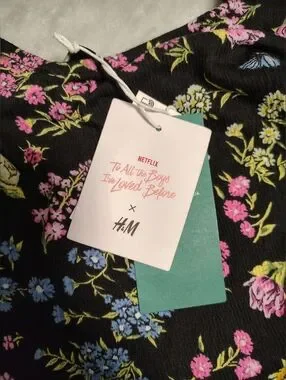 NETFLIX
To All The Boys
I've Loved Before
×
H&M